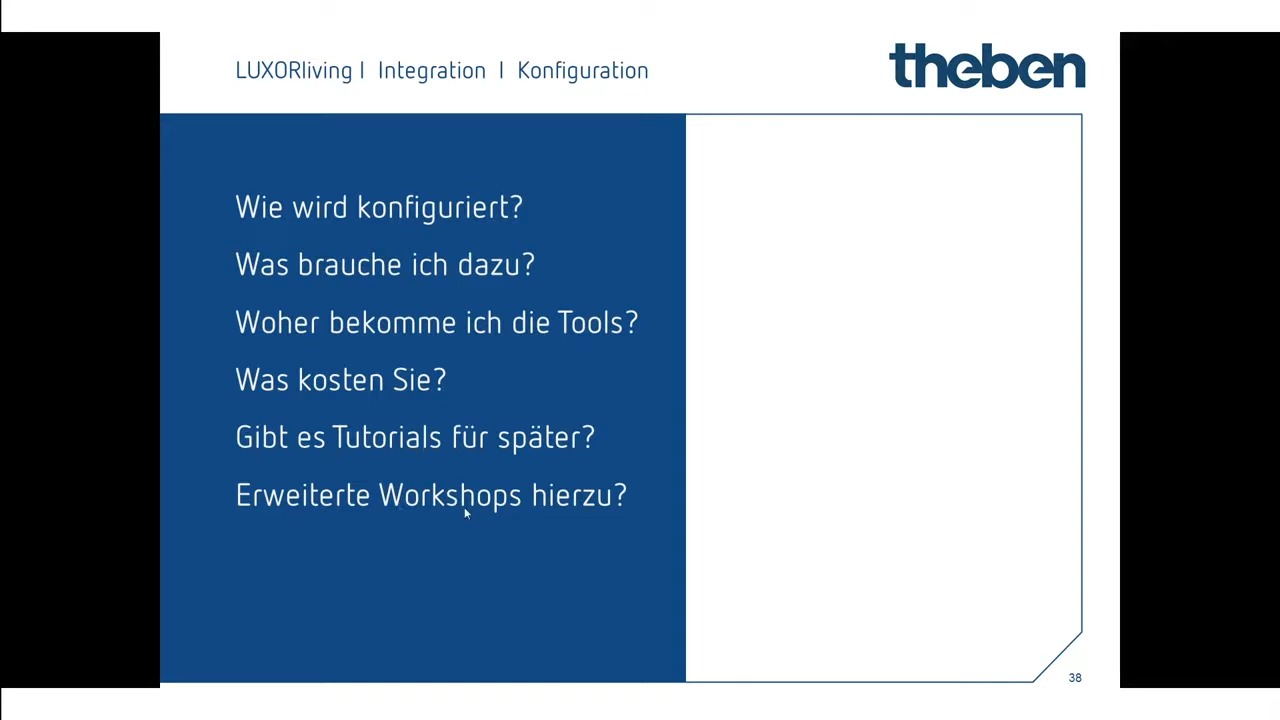 LUXORliving I Integration I Konfiguration
theben
Wie wird konfiguriert?
Was brauche ich dazu?
Woher bekomme ich die Tools?
Was kosten Sie?
Gibt es Tutorials für später?
Erweiterte Workshops hierzu?
38